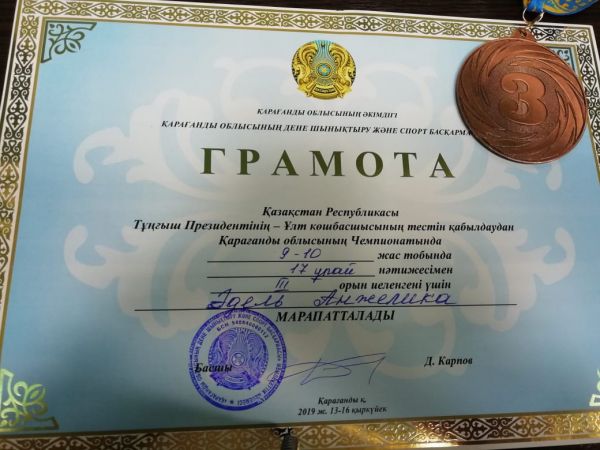 ҚАРАҒАНДЫ ОБЛЫСЫНЫҢ ӘКІМДІГІ
ҚАРАҒАНДЫ ОБЛЫСЫНЫҢ ДЕНЕ ШЫНЫҚТЫРУ ЖӘНЕ СПОРТ БАСҚАРМА
3
ГРАМОТА
Қазақстан Республикасы
Тұңғыш Президентінің – Ұлт көшбасшысының тестін қабылдаудан
Қарағанды облысының Чемпионатында
9-10 жас тобында
17 ұпай нәтижесімен
III орын иеленгені үшін
Эдель Анжелика
МАРАПАТТАЛАДЫ
Басшы
Д. Карпов
Қарағанды қ.
2019 ж. 13-16 қыркүйек